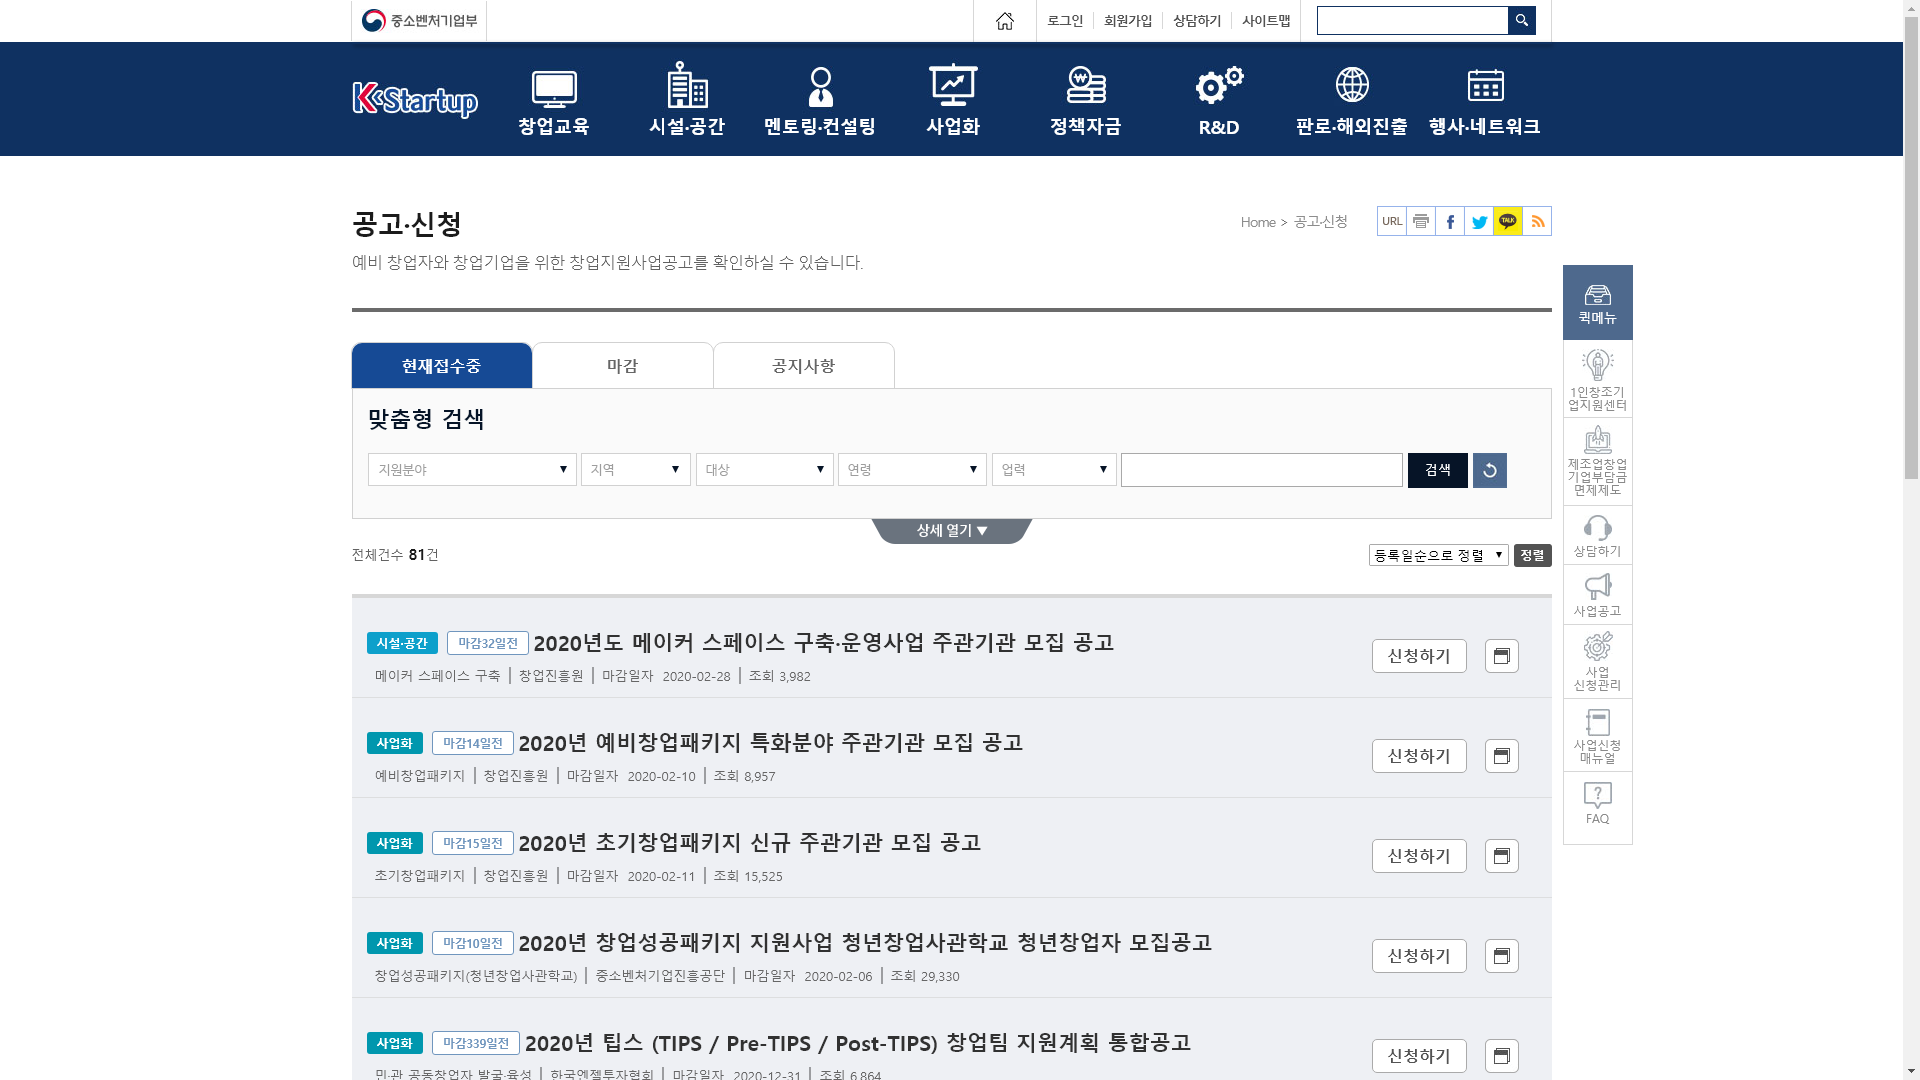 중소벤처기업부
로그인 회원가입 상담하기 사이트맵
K-Startup
창업교육 시설·공간 멘토링·컨설팅 사업화 정책자금 R&D 판로·해외진출 행사·네트워크
공고·신청
Home > 공고·신청
URL
TALK
예비 창업자와 창업기업을 위한 창업지원사업공고를 확인하실 수 있습니다.
현재접수중 마감 공지사항
맞춤형 검색
지원분야 ▼ 지역 ▼ 대상 ▼ 연령 ▼ 업력 ▼ 검색
상세 열기 ▼
전체건수 81건
등록일순으로 정렬 ▼ 정렬
시설·공간 마감32일전 2020년도 메이커 스페이스 구축·운영사업 주관기관 모집 공고
메이커 스페이스 구축 | 창업진흥원 | 마감일자 2020-02-28 | 조회 3,982
신청하기
사업화 마감14일전 2020년 예비창업패키지 특화분야 주관기관 모집 공고
예비창업패키지 | 창업진흥원 | 마감일자 2020-02-10 | 조회 8,957
신청하기
사업화 마감15일전 2020년 초기창업패키지 신규 주관기관 모집 공고
초기창업패키지 | 창업진흥원 | 마감일자 2020-02-11 | 조회 15,525
신청하기
사업화 마감10일전 2020년 창업성공패키지 지원사업 청년창업사관학교 청년창업자 모집공고
창업성공패키지(청년창업사관학교) | 중소벤처기업진흥공단 | 마감일자 2020-02-06 | 조회 29,330
신청하기
사업화 마감339일전 2020년 팁스 (TIPS / Pre-TIPS / Post-TIPS) 창업팀 지원계획 통합공고
민·관 공동창업자 발굴·육성 | 한국엔젤투자협회 | 마감일자 2020-12-31 | 조회 6,864
신청하기
퀵메뉴
1인창조기
업지원센터
제조업창업
기업부담금
면제제도
상담하기
사업공고
사업
신청관리
사업신청
매뉴얼
FAQ